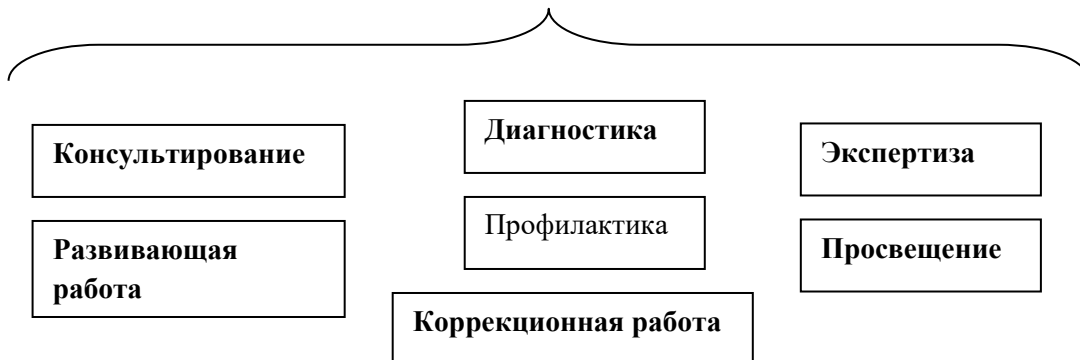 Консультирование
Развивающая
работа
Диагностика
Профилактика
Коррекционная работа
Экспертиза
Просвещение